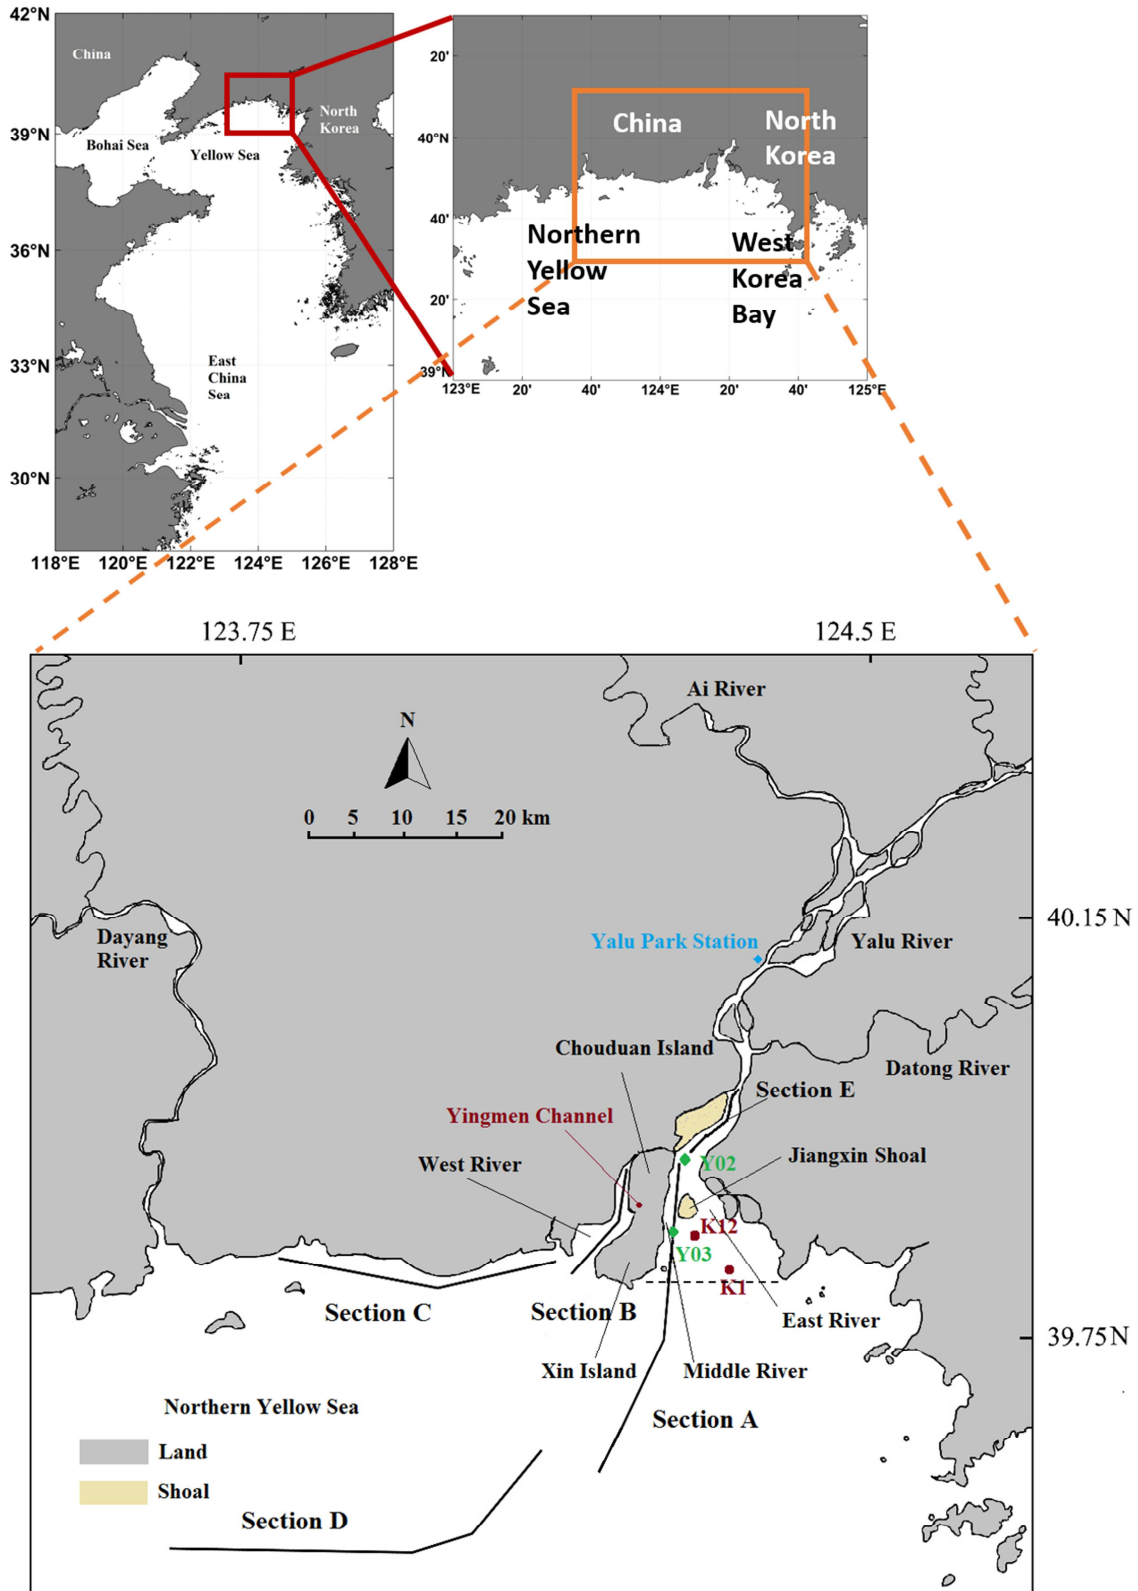 42°N
China
North
Korea
39°N
Bohai Sea
Yellow Sea
36°N
33°N
East
China
Sea
30°N
118°E 120°E 122°E 124°E 126°E 128°E
20'
China
North
Korea
40°N
40'
Northern
Yellow
Sea
West
Korea
Bay
20'
39°N
123°E 20' 40' 124°E 20' 40' 125°E
123.75 E
124.5 E
Ai River
N
0 5 10 15 20 km
40.15 N
Dayang
River
Yalu Park Station
Yalu River
Chouduan Island
Datong River
Section E
Yingmen Channel
West River
Y02
Jiangxin Shoal
K12
Y03
K1
Section C
Section B
East River
39.75 N
Xin Island
Middle River
Northern Yellow Sea
Section A
Land
Shoal
Section D